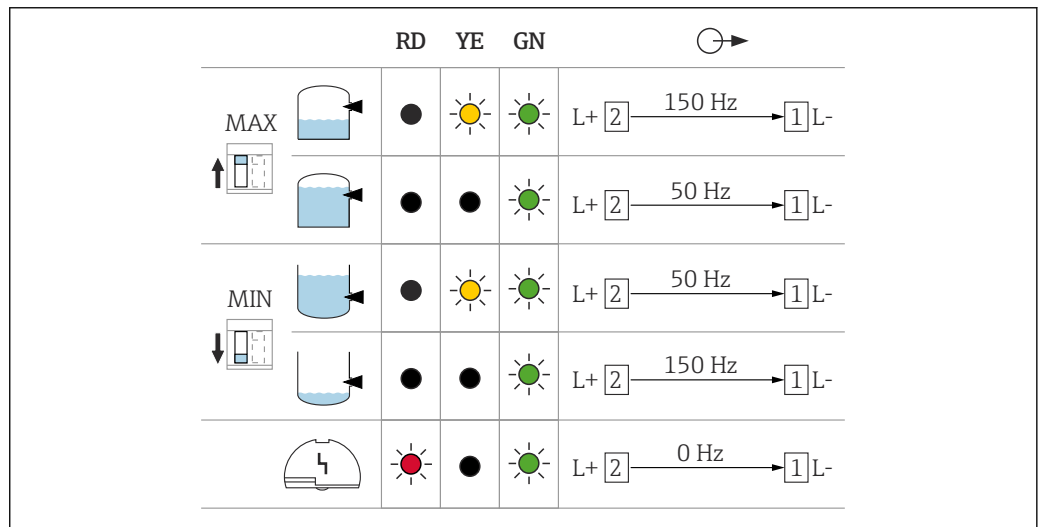 RD YE GN
MAX
L+ 2 150 Hz 1 L-
L+ 2 50 Hz 1 L-
MIN
L+ 2 50 Hz 1 L-
L+ 2 150 Hz 1 L-
L+ 2 0 Hz 1 L-